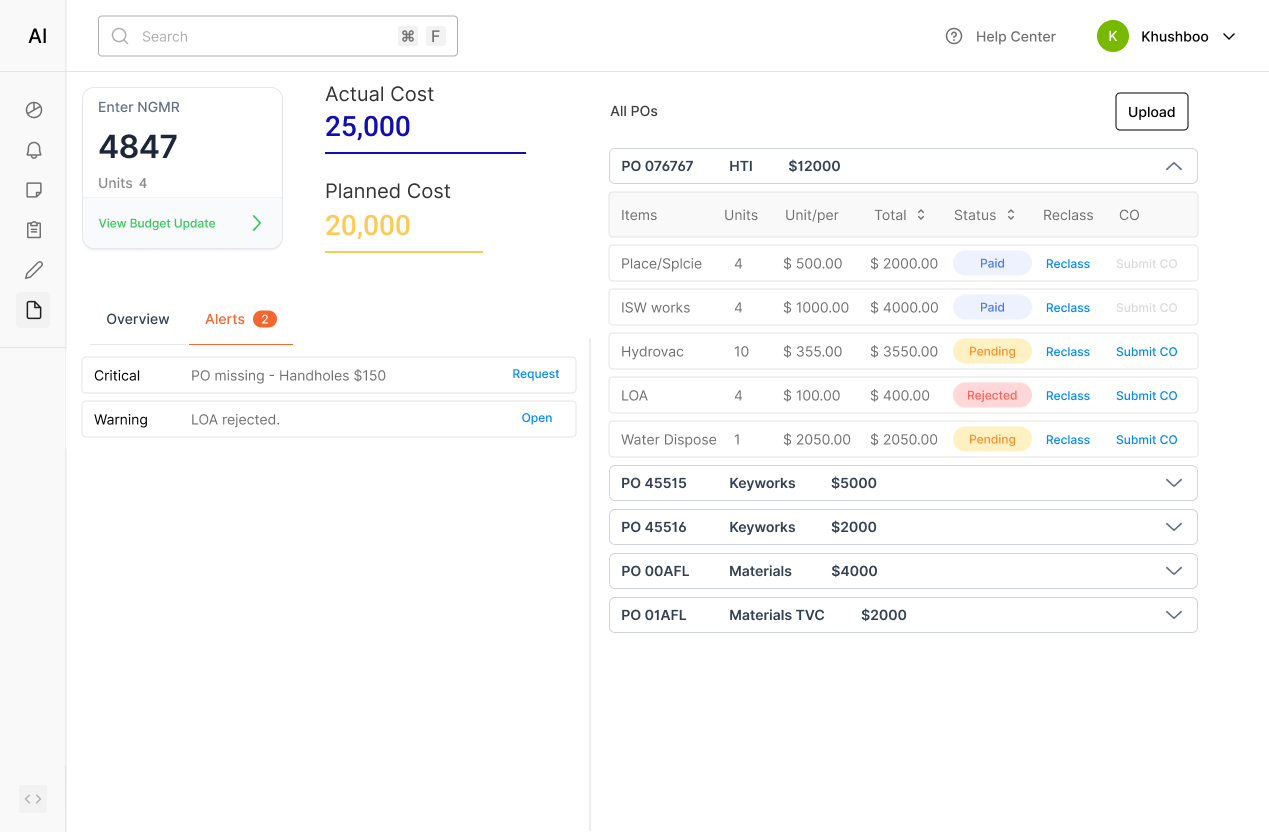 AI
Search ⌘ F
Help Center
K Khushboo
Enter NGMR
4847
Units 4
View Budget Update
Actual Cost
25,000
Planned Cost
20,000
Overview Alerts 2
Critical PO missing - Handholes $150 Request
Warning LOA rejected. Open
All POs Upload
PO 076767 HTI $12000
Items Units Unit/per Total Status Reclass CO
Place/Splcie 4 $ 500.00 $ 2000.00 Paid Reclass Submit CO
ISW works 4 $ 1000.00 $ 4000.00 Paid Reclass Submit CO
Hydrovac 10 $ 355.00 $ 3550.00 Pending Reclass Submit CO
LOA 4 $ 100.00 $ 400.00 Rejected Reclass Submit CO
Water Dispose 1 $ 2050.00 $ 2050.00 Pending Reclass Submit CO
PO 45515 Keyworks $5000
PO 45516 Keyworks $2000
PO 00AFL Materials $4000
PO 01AFL Materials TVC $2000